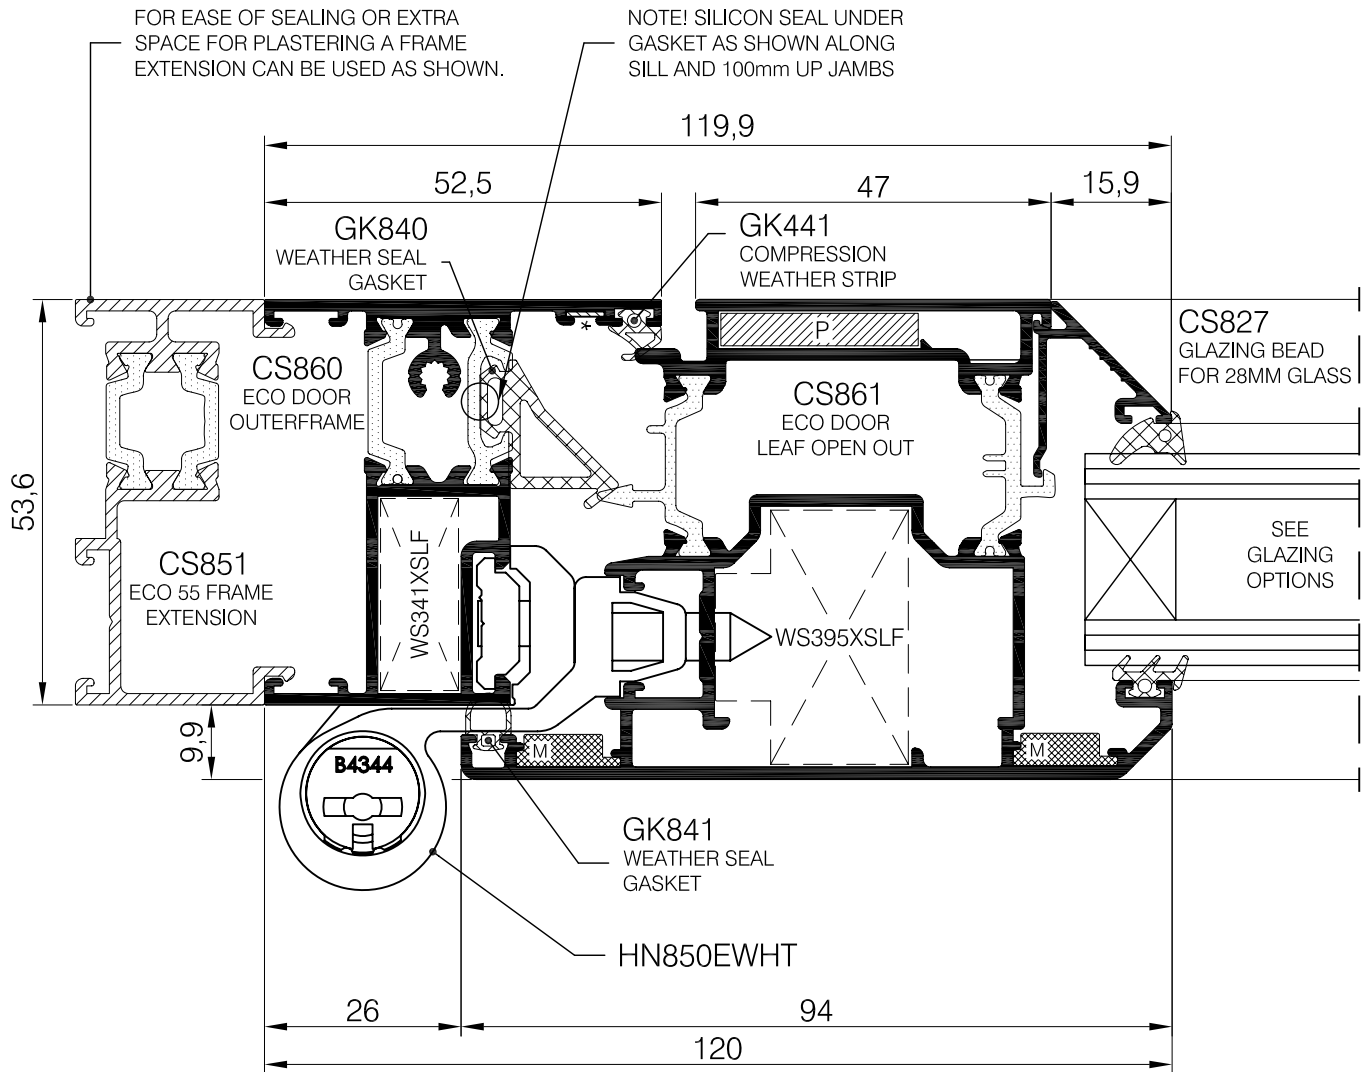 FOR EASE OF SEALING OR EXTRA
SPACE FOR PLASTERING A FRAME
EXTENSION CAN BE USED AS SHOWN.
NOTE! SILICON SEAL UNDER
GASKET AS SHOWN ALONG
SILL AND 100mm UP JAMBS
119,9
52,5
47
15,9
GK840
WEATHER SEAL
GASKET
GK441
COMPRESSION
WEATHER STRIP
CS827
GLAZING BEAD
FOR 28MM GLASS
*
P
CS860
ECO DOOR
OUTERFRAME
CS861
ECO DOOR
LEAF OPEN OUT
53,6
CS851
ECO 55 FRAME
EXTENSION
WS341XSLF
WS395XSLF
SEE
GLAZING
OPTIONS
9,9
B4344
M
M
GK841
WEATHER SEAL
GASKET
HN850EWHT
26
94
120